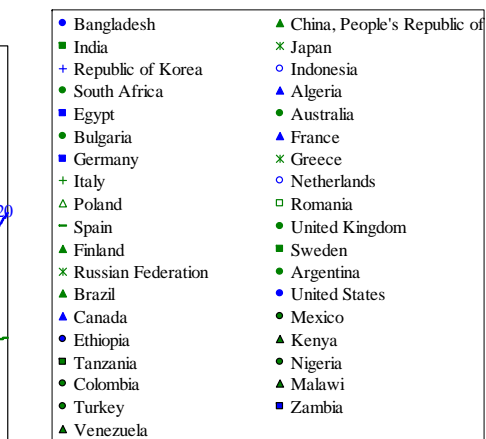 Bangladesh China, People's Republic of
India Japan
Republic of Korea Indonesia
South Africa Algeria
Egypt Australia
Bulgaria France
Germany Greece
Italy Netherlands
Poland Romania
20
Spain United Kingdom
Finland Sweden
Russian Federation Argentina
Brazil United States
Canada Mexico
Ethiopia Kenya
Tanzania Nigeria
Colombia Malawi
Turkey Zambia
Venezuela